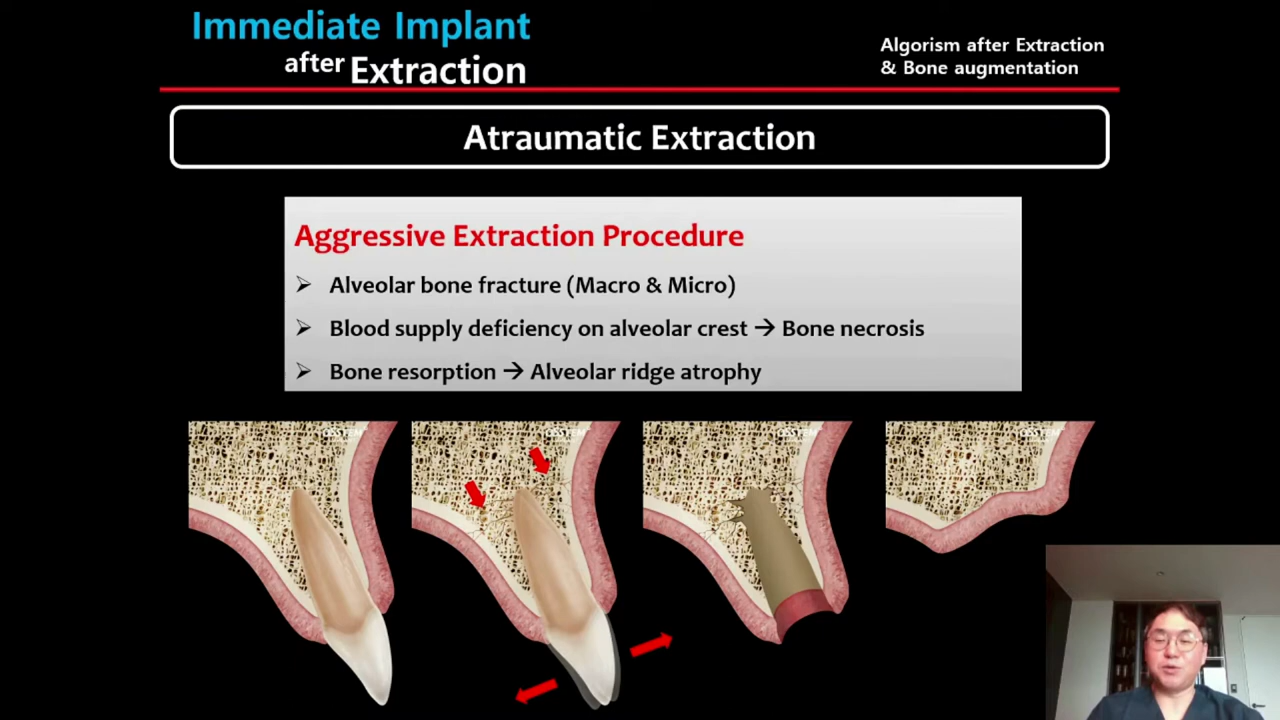 Immediate Implant
after Extraction
Algorism after Extraction
& Bone augmentation
Atraumatic Extraction
Aggressive Extraction Procedure
➢ Alveolar bone fracture (Macro & Micro)
➢ Blood supply deficiency on alveolar crest → Bone necrosis
➢ Bone resorption → Alveolar ridge atrophy